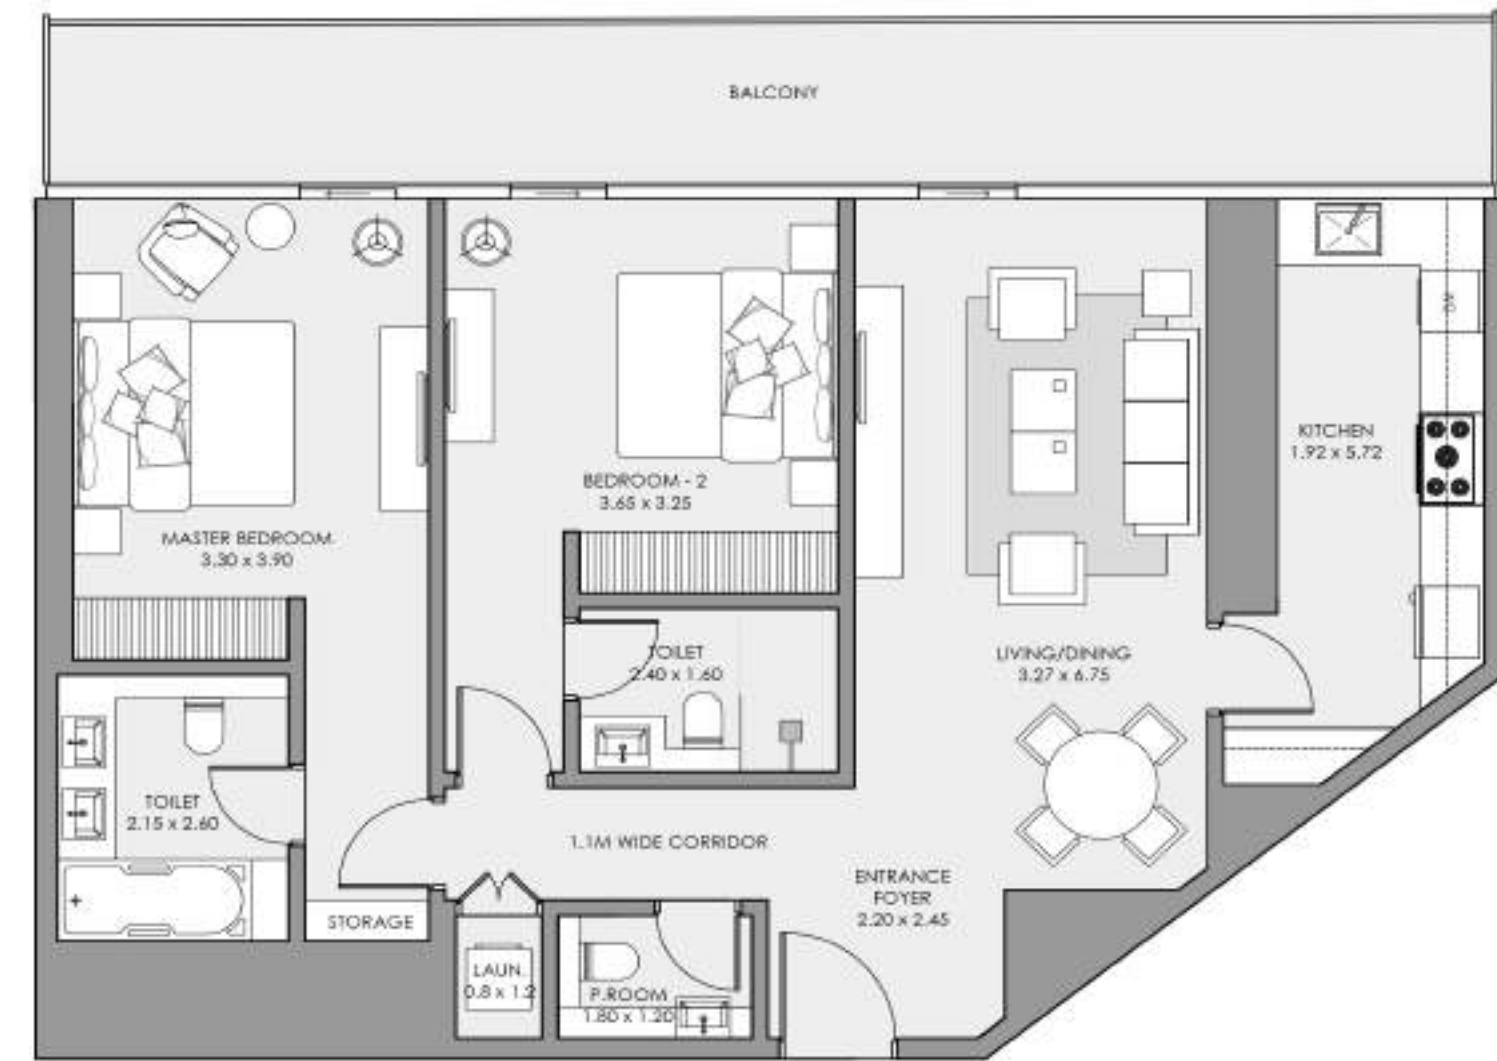 BALCONY
KITCHEN
1.92 x 5.72
BEDROOM - 2
3.65 x 3.25
MASTER BEDROOM
3.30 x 3.90
TOILET
2.40 x 1.60
LIVING/DINING
3.27 x 6.75
TOILET
2.15 x 2.60
1.1M WIDE CORRIDOR
ENTRANCE
FOYER
2.20 x 2.45
STORAGE
LAUN.
0.8 x 1.2
P.ROOM
1.80 x 1.20